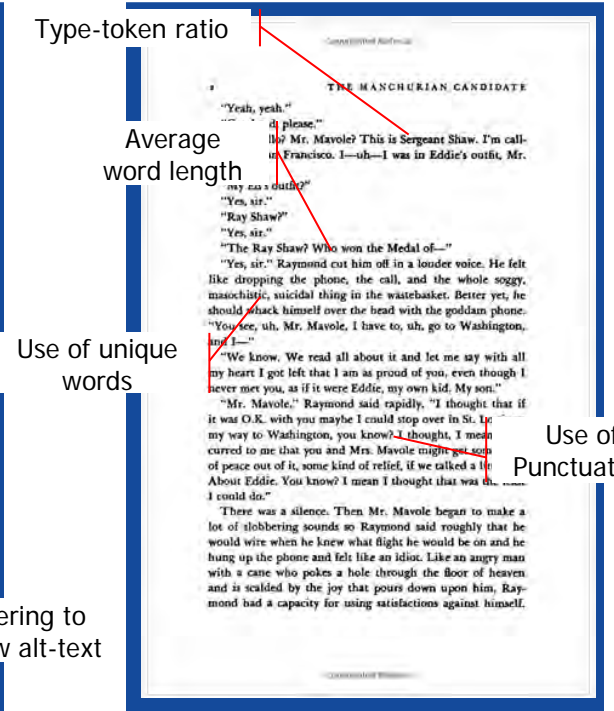 Type-token ratio
Copyrighted Material
2 THE MANCHURIAN CANDIDATE
"Yeah, yeah."
please."
Mr. Mavole? This is Sergeant Shaw. I'm call-
Francisco. I—uh—I was in Eddie's outfit, Mr.
Average
word length
outfit?"
"Yes, sir."
"Ray Shaw?"
"Yes, sir."
"The Ray Shaw? Who won the Medal of—"
"Yes, sir." Raymond cut him off in a louder voice. He felt
like dropping the phone, the call, and the whole soggy,
masochistic, suicidal thing in the wastebasket. Better yet, he
should whack himself over the head with the goddam phone.
"You see, uh, Mr. Mavole, I have to, uh, go to Washington,
and I—"
Use of unique
words
"We know. We read all about it and let me say with all
my heart I got left that I am as proud of you, even though I
never met you, as if it were Eddie, my own kid. My son."
"Mr. Mavole," Raymond said rapidly, "I thought that if
it was O.K. with you maybe I could stop over in St.
my way to Washington, you know? I thought, I mean
curred to me that you and Mrs. Mavole might get
of peace out of it, some kind of relief, if we talked a
About Eddie. You know? I mean I thought that was
I could do."
Use of
Punctuat
There was a silence. Then Mr. Mavole began to make a
lot of slobbering sounds so Raymond said roughly that he
would wire when he knew what flight he would be on and he
hung up the phone and felt like an idiot. Like an angry man
with a cane who pokes a hole through the floor of heaven
and is scalded by the joy that pours down upon him, Ray-
mond had a capacity for using satisfactions against himself.
ering to
w alt-text
Copyrighted Material